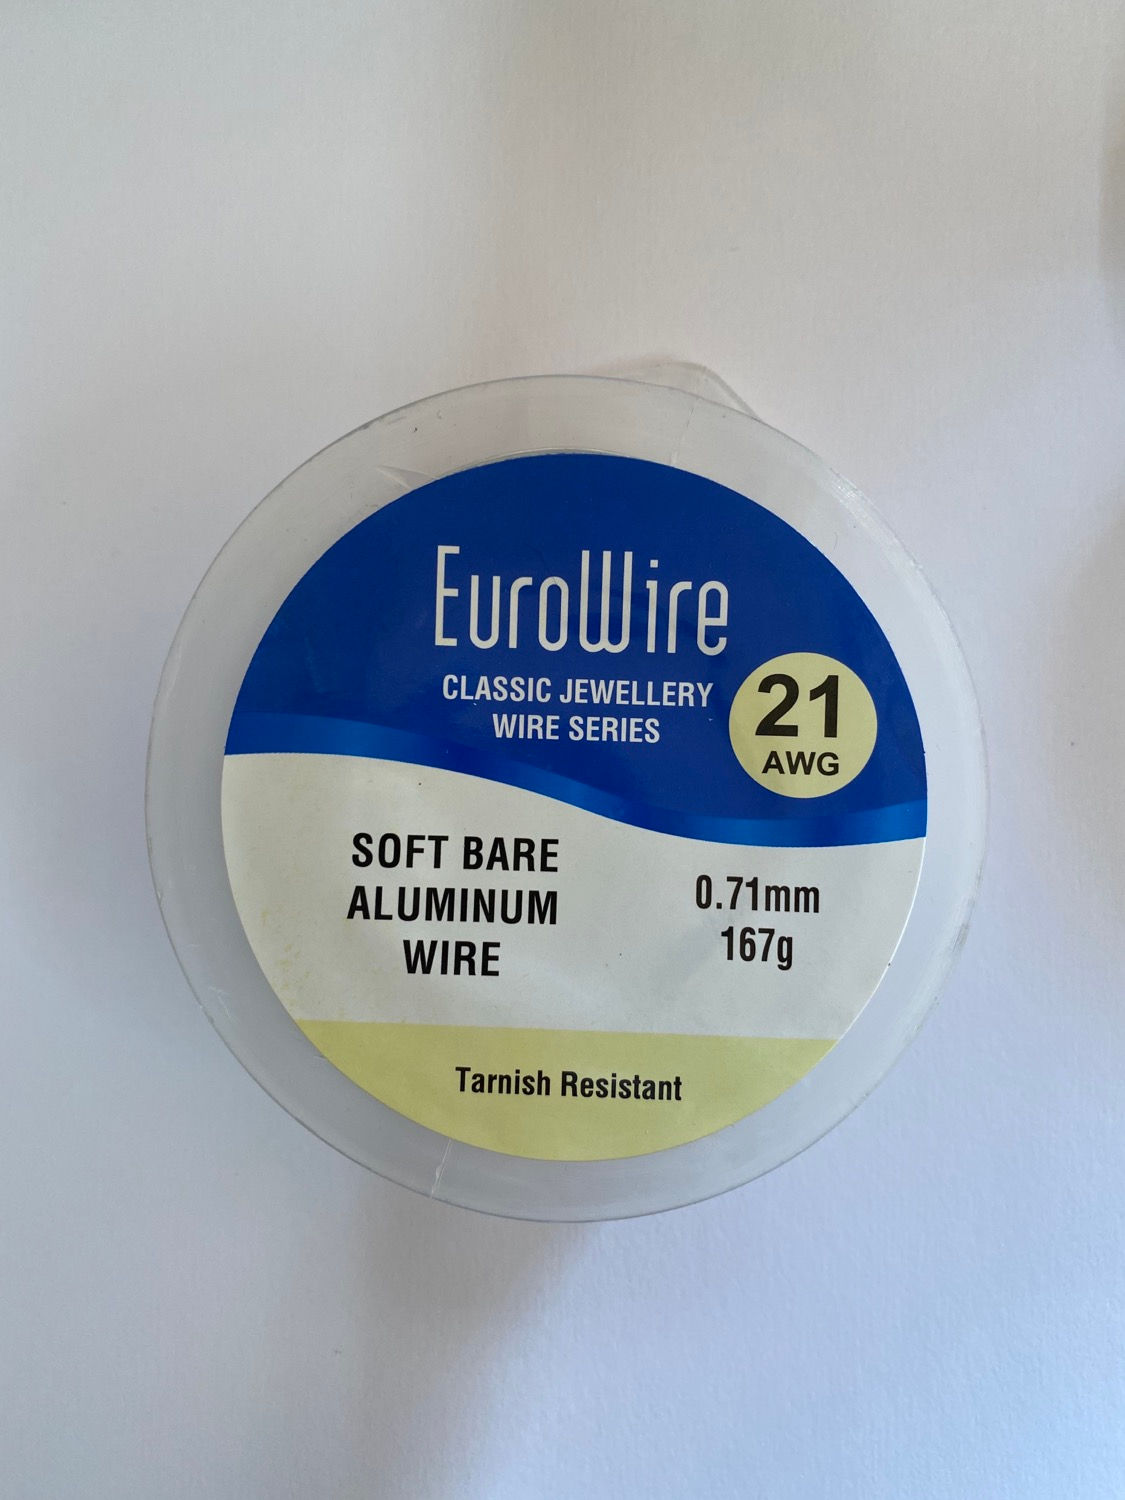 EuroWire
CLASSIC JEWELLERY
WIRE SERIES
21
AWG
SOFT BARE
ALUMINUM
WIRE
0.71mm
167g
Tarnish Resistant